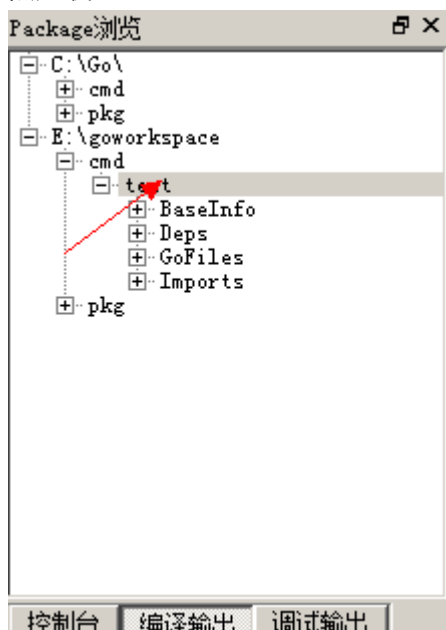 Package浏览
C:\Go\
cmd
pkg
E:\goworkspace
cmd
test
BaseInfo
Deps
GoFiles
Imports
pkg
控制台 编译输出 调试输出